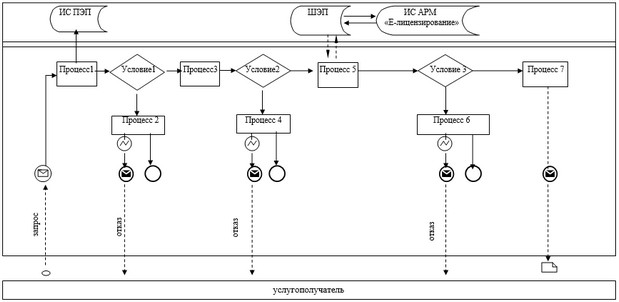 ИС ПЭП
ШЭП
ИС АРМ
«Е-лицензирование»
Процесс1
Условие1
Процесс3
Условие2
Процесс 5
Условие 3
Процесс 7
Процесс 2
Процесс 4
Процесс 6
запрос
отказ
отказ
отказ
услугополучатель